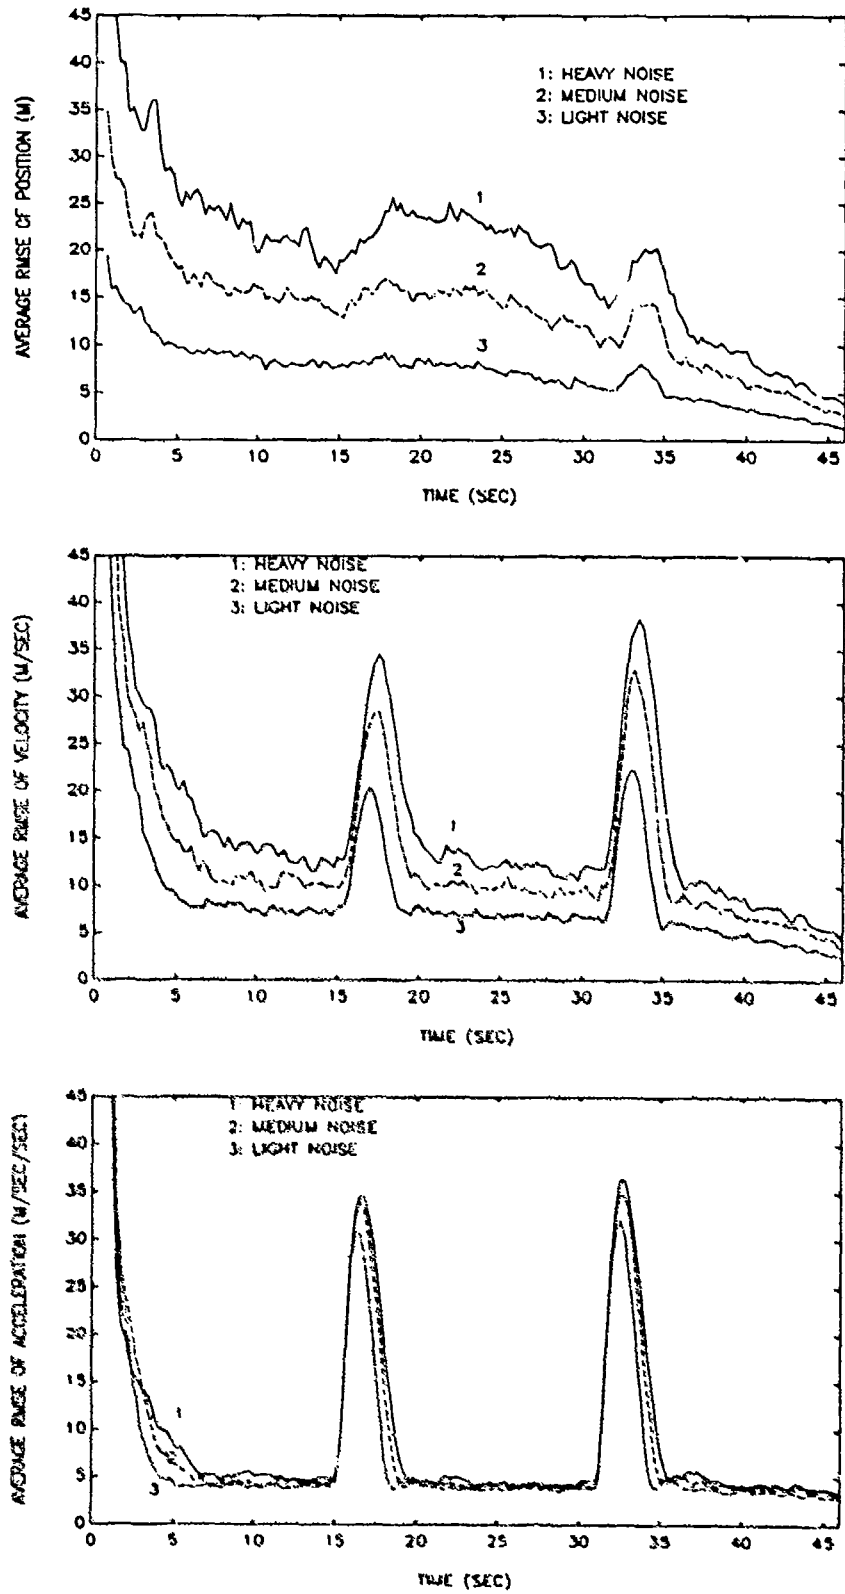 45
40
35
30
25
20
15
10
5
0
AVERAGE RMSE OF POSITION (M)
1: HEAVY NOISE
2: MEDIUM NOISE
3: LIGHT NOISE
1
2
3
0 5 10 15 20 25 30 35 40 45
TIME (SEC)
45
40
35
30
25
20
15
10
5
0
AVERAGE RMSE OF VELOCITY (M/SEC)
1: HEAVY NOISE
2: MEDIUM NOISE
3: LIGHT NOISE
1
2
3
0 5 10 15 20 25 30 35 40 45
TIME (SEC)
45
40
35
30
25
20
15
10
5
0
AVERAGE RMSE OF ACCELERATION (M/SEC/SEC)
1: HEAVY NOISE
2: MEDIUM NOISE
3: LIGHT NOISE
1
3
0 5 10 15 20 25 30 35 40 45
TIME (SEC)